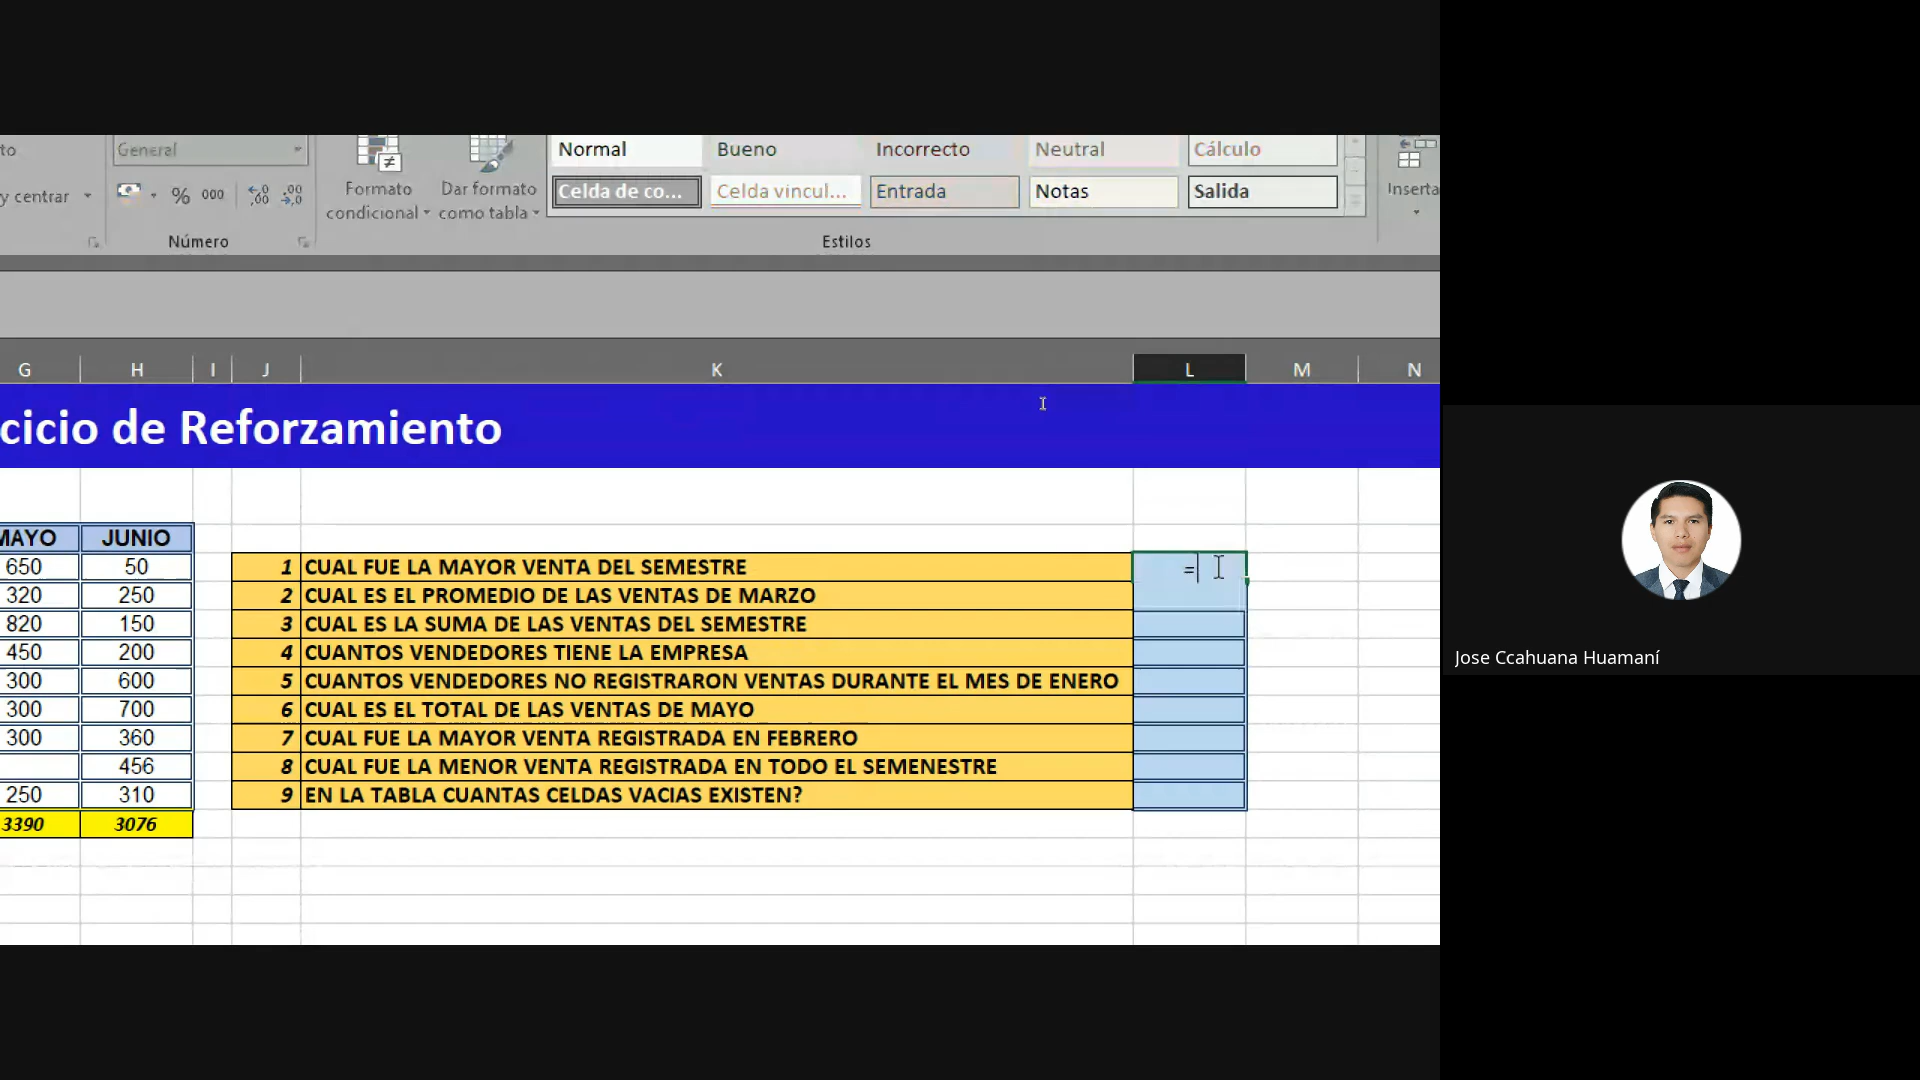 to
General
y centrar
% 000
Formato
condicional
Dar formato
como tabla
Normal
Bueno
Incorrecto
Neutral
Cálculo
Celda de co...
Celda vincul...
Entrada
Notas
Salida
Inserta
Número
Estilos
G H I J K L M N
cicio de Reforzamiento
MAYO JUNIO
650 50
320 250
820 150
450 200
300 600
300 700
300 360
456
250 310
3390 3076
1 CUAL FUE LA MAYOR VENTA DEL SEMESTRE =
2 CUAL ES EL PROMEDIO DE LAS VENTAS DE MARZO
3 CUAL ES LA SUMA DE LAS VENTAS DEL SEMESTRE
4 CUANTOS VENDEDORES TIENE LA EMPRESA
5 CUANTOS VENDEDORES NO REGISTRARON VENTAS DURANTE EL MES DE ENERO
6 CUAL ES EL TOTAL DE LAS VENTAS DE MAYO
7 CUAL FUE LA MAYOR VENTA REGISTRADA EN FEBRERO
8 CUAL FUE LA MENOR VENTA REGISTRADA EN TODO EL SEMENESTRE
9 EN LA TABLA CUANTAS CELDAS VACIAS EXISTEN?
Jose Ccahuana Huamaní